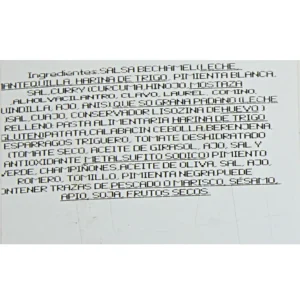 Ingredientes:SALSA BECHAMEL(LECHE,
MANTEQUILLA, HARINA DE TRIGO, PIMIENTA BLANCA,
SAL,CURRY(CURCUMA,HINOJO,MOSTAZA
ALHOLVA,CILANTRO, CLAVO, LAUREL, COMINO,
GUINDILLA, AJO, ANIS) QUESO GRANA PADANO(LECHE
)SAL, CUAJO, CONSERVADOR LISOZIMA DE HUEVO)
RELLENO: PASTA ALIMENTARIA HARINA DE TRIGO,
GLUTEN)PATATA,CALABACIN,CEBOLLA,BERENJENA,
ESPARRAGOS TRIGUERO, TOMATE DESHIDRATADO
(TOMATE SECO, ACEITE DE GIRASOL, AJO, SAL Y
ANTIOXIDANTE METALSUFITO SODICO) PIMIENTO
VERDE, CHAMPIÑONES,ACEITE DE OLIVA, SAL, AJO,
ROMERO, TOMILLO, PIMIENTA NEGRA,PUEDE
CONTENER TRAZAS DE PESCADO O MARISCO, SÉSAMO,
APIO, SOJA, FRUTOS SECOS.